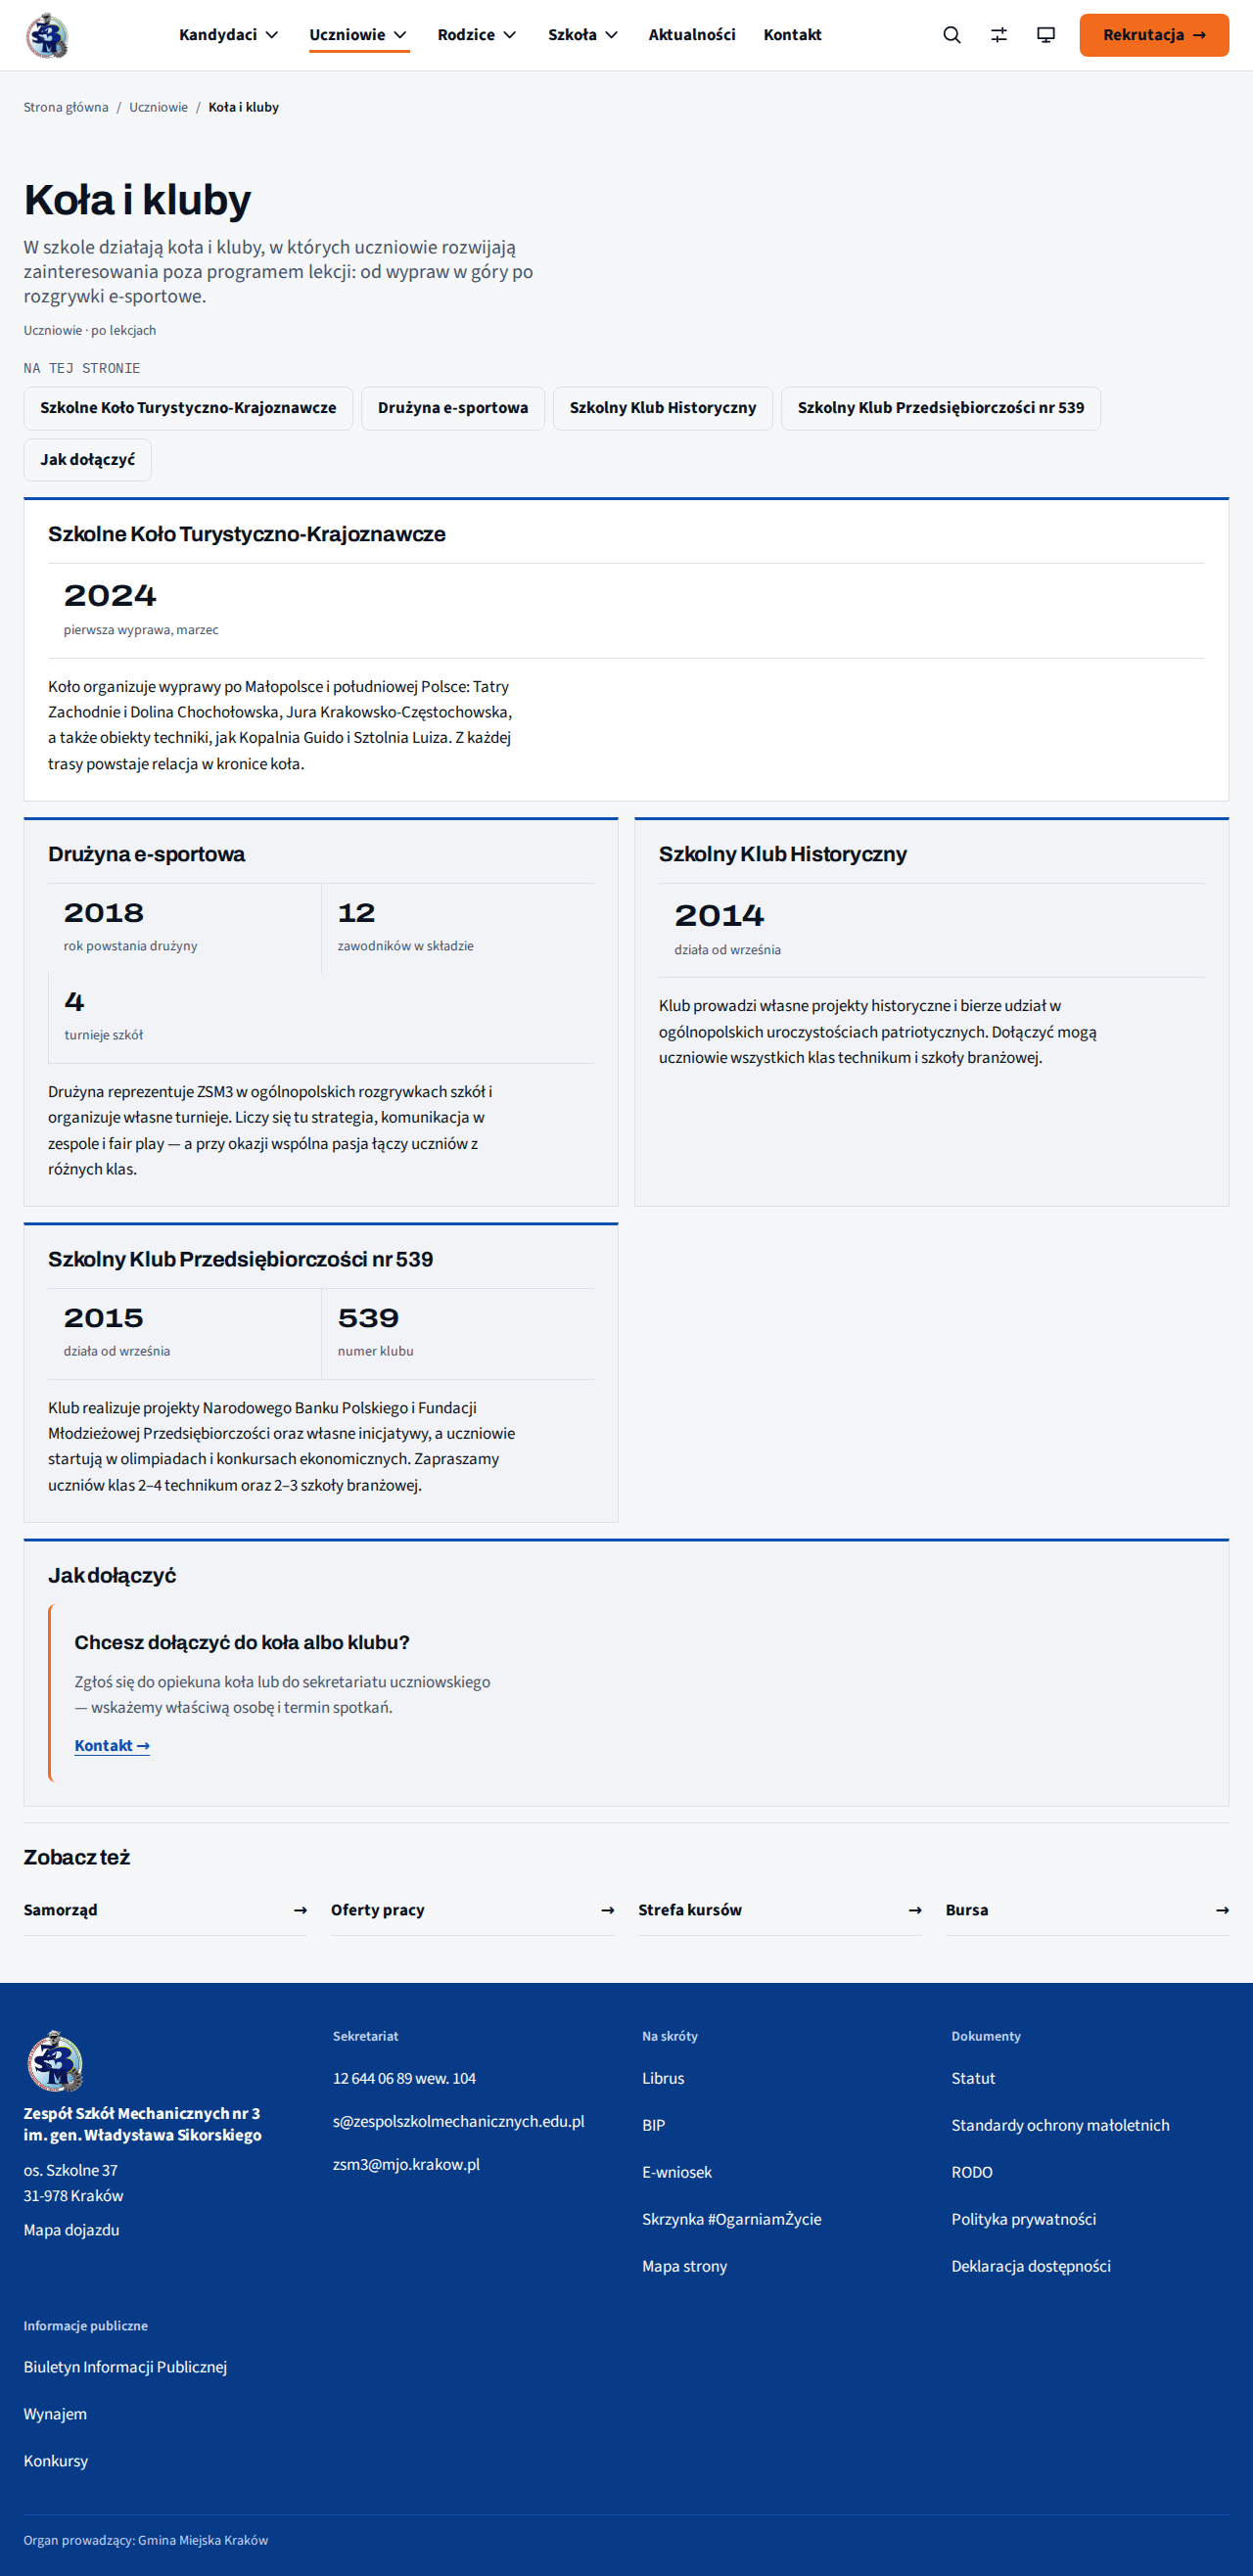 Kandydaci
Uczniowie
Rodzice
Szkoła
Aktualności
Kontakt
Rekrutacja →
Strona główna / Uczniowie / Koła i kluby
Koła i kluby
W szkole działają koła i kluby, w których uczniowie rozwijają
zainteresowania poza programem lekcji: od wypraw w góry po
rozgrywki e-sportowe.
Uczniowie · po lekcjach
NA TEJ STRONIE
Szkolne Koło Turystyczno-Krajoznawcze
Drużyna e-sportowa
Szkolny Klub Historyczny
Szkolny Klub Przedsiębiorczości nr 539
Jak dołączyć
Szkolne Koło Turystyczno-Krajoznawcze
2024
pierwsza wyprawa, marzec
Koło organizuje wyprawy po Małopolsce i południowej Polsce: Tatry
Zachodnie i Dolina Chochołowska, Jura Krakowsko-Częstochowska,
a także obiekty techniki, jak Kopalnia Guido i Sztolnia Luiza. Z każdej
trasy powstaje relacja w kronice koła.
Drużyna e-sportowa
2018
rok powstania drużyny
12
zawodników w składzie
4
turnieje szkół
Drużyna reprezentuje ZSM3 w ogólnopolskich rozgrywkach szkół i
organizuje własne turnieje. Liczy się tu strategia, komunikacja w
zespole i fair play — a przy okazji wspólna pasja łączy uczniów z
różnych klas.
Szkolny Klub Historyczny
2014
działa od września
Klub prowadzi własne projekty historyczne i bierze udział w
ogólnopolskich uroczystościach patriotycznych. Dołączyć mogą
uczniowie wszystkich klas technikum i szkoły branżowej.
Szkolny Klub Przedsiębiorczości nr 539
2015
działa od września
539
numer klubu
Klub realizuje projekty Narodowego Banku Polskiego i Fundacji
Młodzieżowej Przedsiębiorczości oraz własne inicjatywy, a uczniowie
startują w olimpiadach i konkursach ekonomicznych. Zapraszamy
uczniów klas 2–4 technikum oraz 2–3 szkoły branżowej.
Jak dołączyć
Chcesz dołączyć do koła albo klubu?
Zgłoś się do opiekuna koła lub do sekretariatu uczniowskiego
— wskażemy właściwą osobę i termin spotkań.
Kontakt →
Zobacz też
Samorząd →
Oferty pracy →
Strefa kursów →
Bursa →
Zespół Szkół Mechanicznych nr 3
im. gen. Władysława Sikorskiego
os. Szkolne 37
31-978 Kraków
Mapa dojazdu
Sekretariat
12 644 06 89 wew. 104
s@zespolszkolmechanicznych.edu.pl
zsm3@mjo.krakow.pl
Na skróty
Librus
BIP
E-wniosek
Skrzynka #OgarniamŻycie
Mapa strony
Dokumenty
Statut
Standardy ochrony małoletnich
RODO
Polityka prywatności
Deklaracja dostępności
Informacje publiczne
Biuletyn Informacji Publicznej
Wynajem
Konkursy
Organ prowadzący: Gmina Miejska Kraków